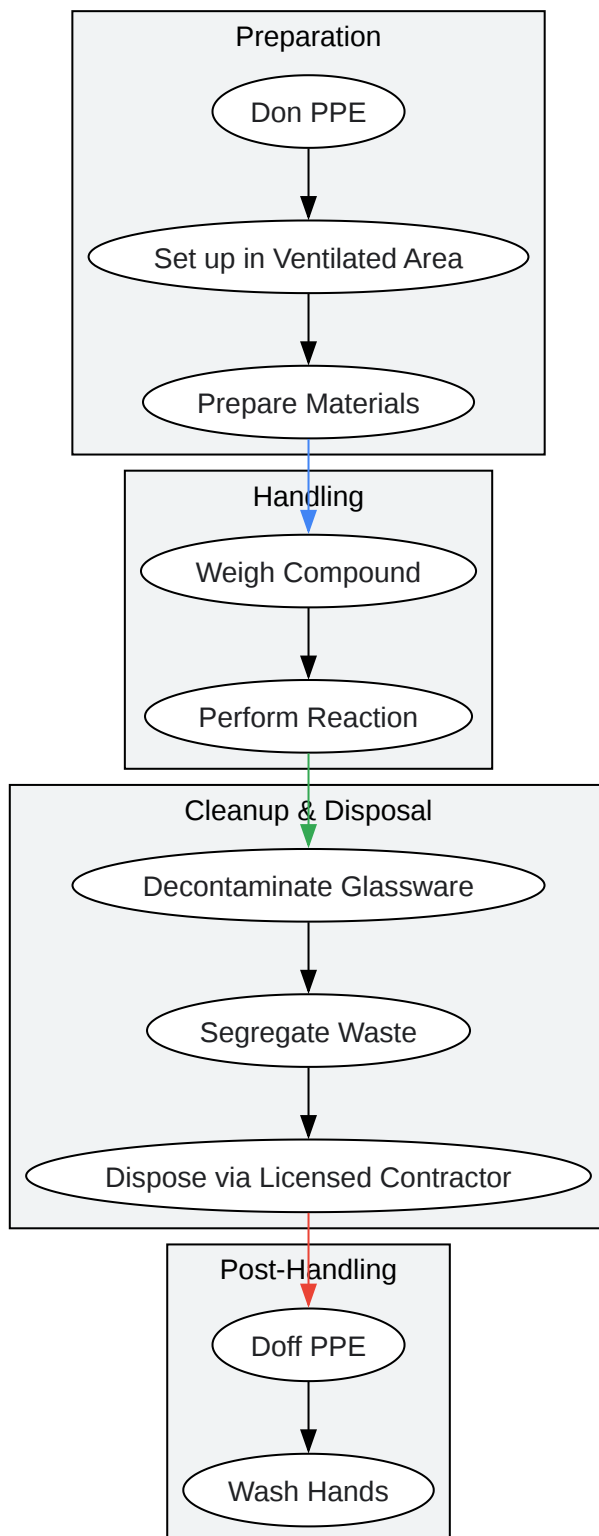 Preparation
Don PPE
Set up in Ventilated Area
Prepare Materials
Handling
Weigh Compound
Perform Reaction
Cleanup & Disposal
Decontaminate Glassware
Segregate Waste
Dispose via Licensed Contractor
Post-Handling
Doff PPE
Wash Hands